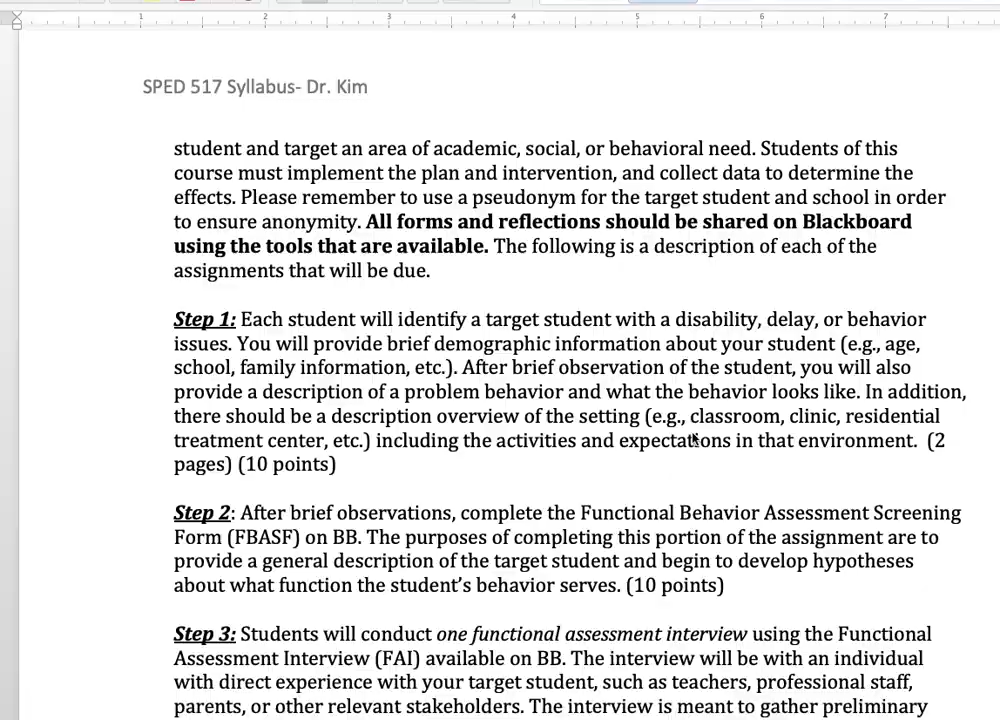 1 2 3 4 5 6 7
SPED 517 Syllabus- Dr. Kim
student and target an area of academic, social, or behavioral need. Students of this
course must implement the plan and intervention, and collect data to determine the
effects. Please remember to use a pseudonym for the target student and school in order
to ensure anonymity. All forms and reflections should be shared on Blackboard
using the tools that are available. The following is a description of each of the
assignments that will be due.
Step 1: Each student will identify a target student with a disability, delay, or behavior
issues. You will provide brief demographic information about your student (e.g., age,
school, family information, etc.). After brief observation of the student, you will also
provide a description of a problem behavior and what the behavior looks like. In addition,
there should be a description overview of the setting (e.g., classroom, clinic, residential
treatment center, etc.) including the activities and expectations in that environment. (2
pages) (10 points)
Step 2: After brief observations, complete the Functional Behavior Assessment Screening
Form (FBASF) on BB. The purposes of completing this portion of the assignment are to
provide a general description of the target student and begin to develop hypotheses
about what function the student's behavior serves. (10 points)
Step 3: Students will conduct one functional assessment interview using the Functional
Assessment Interview (FAI) available on BB. The interview will be with an individual
with direct experience with your target student, such as teachers, professional staff,
parents, or other relevant stakeholders. The interview is meant to gather preliminary